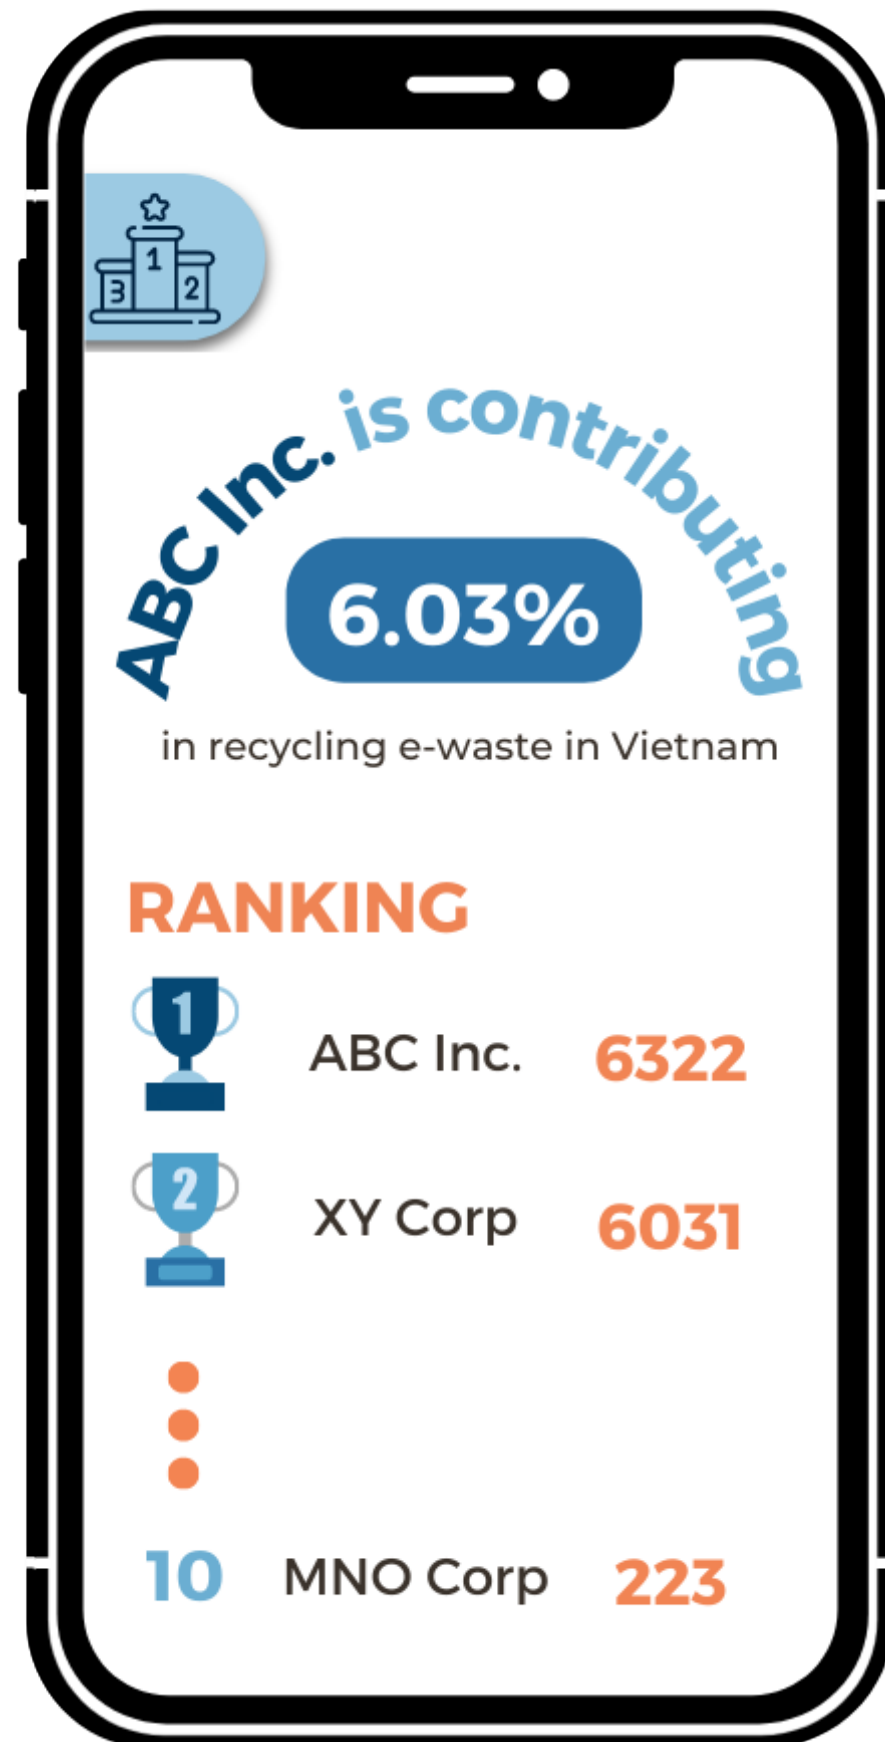 1
3 2
ABC Inc. is contributing
6.03%
in recycling e-waste in Vietnam
RANKING
1 ABC Inc. 6322
2 XY Corp 6031
10 MNO Corp 223